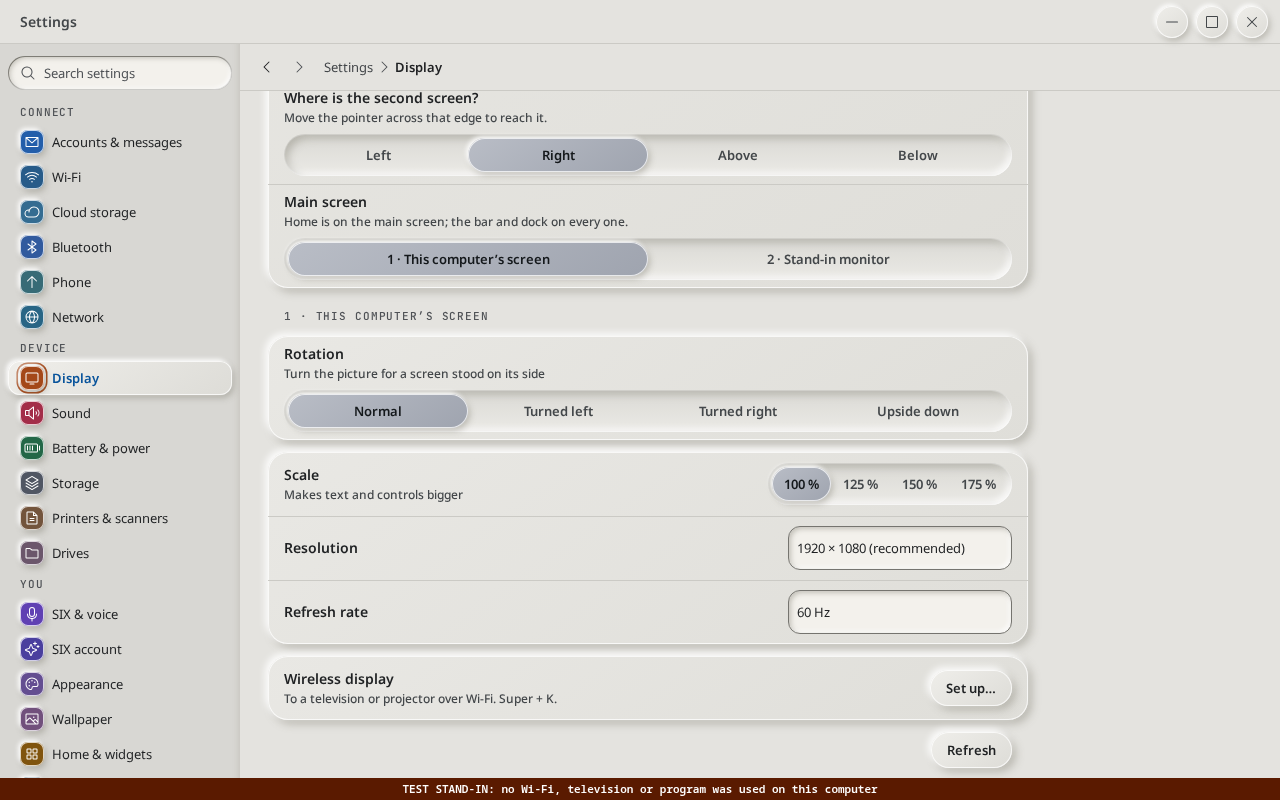 Settings
Search settings
CONNECT
Accounts & messages
Wi-Fi
Cloud storage
Bluetooth
Phone
Network
DEVICE
Display
Sound
Battery & power
Storage
Printers & scanners
Drives
YOU
SIX & voice
SIX account
Appearance
Wallpaper
Home & widgets
Settings > Display
Where is the second screen?
Move the pointer across that edge to reach it.
Left Right Above Below
Main screen
Home is on the main screen; the bar and dock on every one.
1 · This computer’s screen 2 · Stand-in monitor
1 · THIS COMPUTER’S SCREEN
Rotation
Turn the picture for a screen stood on its side
Normal Turned left Turned right Upside down
Scale
Makes text and controls bigger
100 % 125 % 150 % 175 %
Resolution
1920 × 1080 (recommended)
Refresh rate
60 Hz
Wireless display
To a television or projector over Wi-Fi. Super + K.
Set up...
Refresh
TEST STAND-IN: no Wi-Fi, television or program was used on this computer